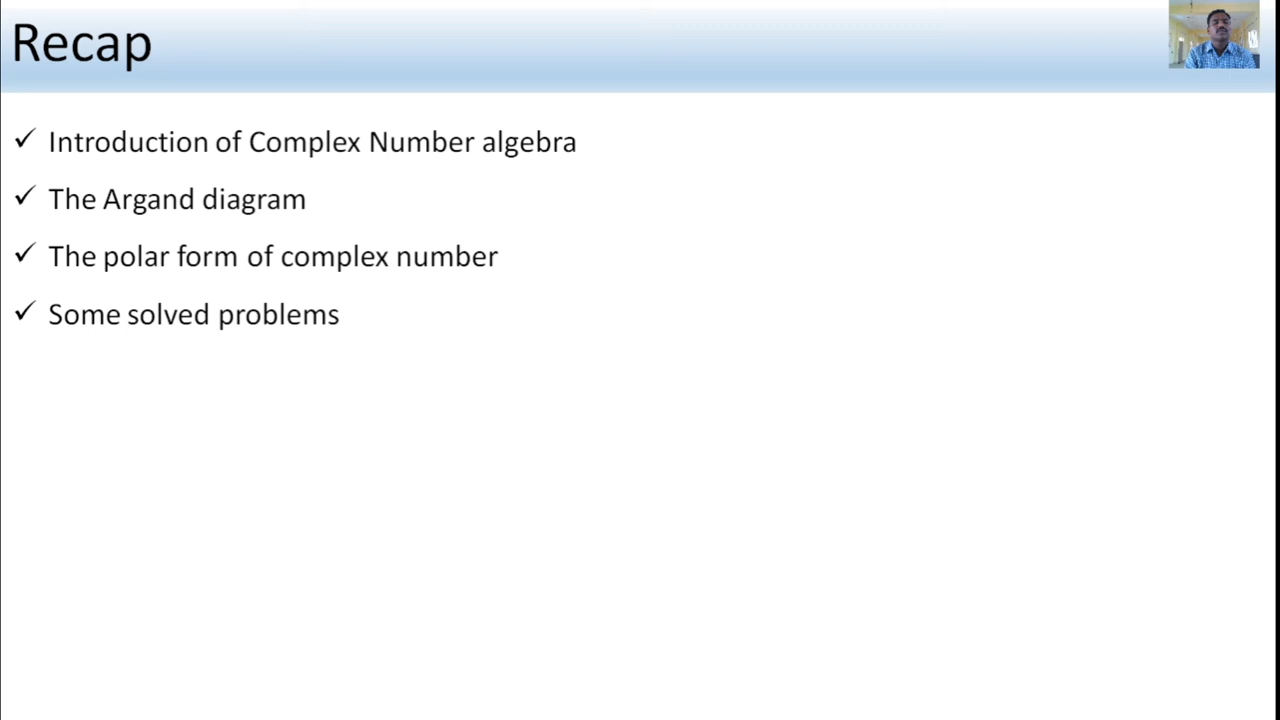 Recap
✓ Introduction of Complex Number algebra
✓ The Argand diagram
✓ The polar form of complex number
✓ Some solved problems